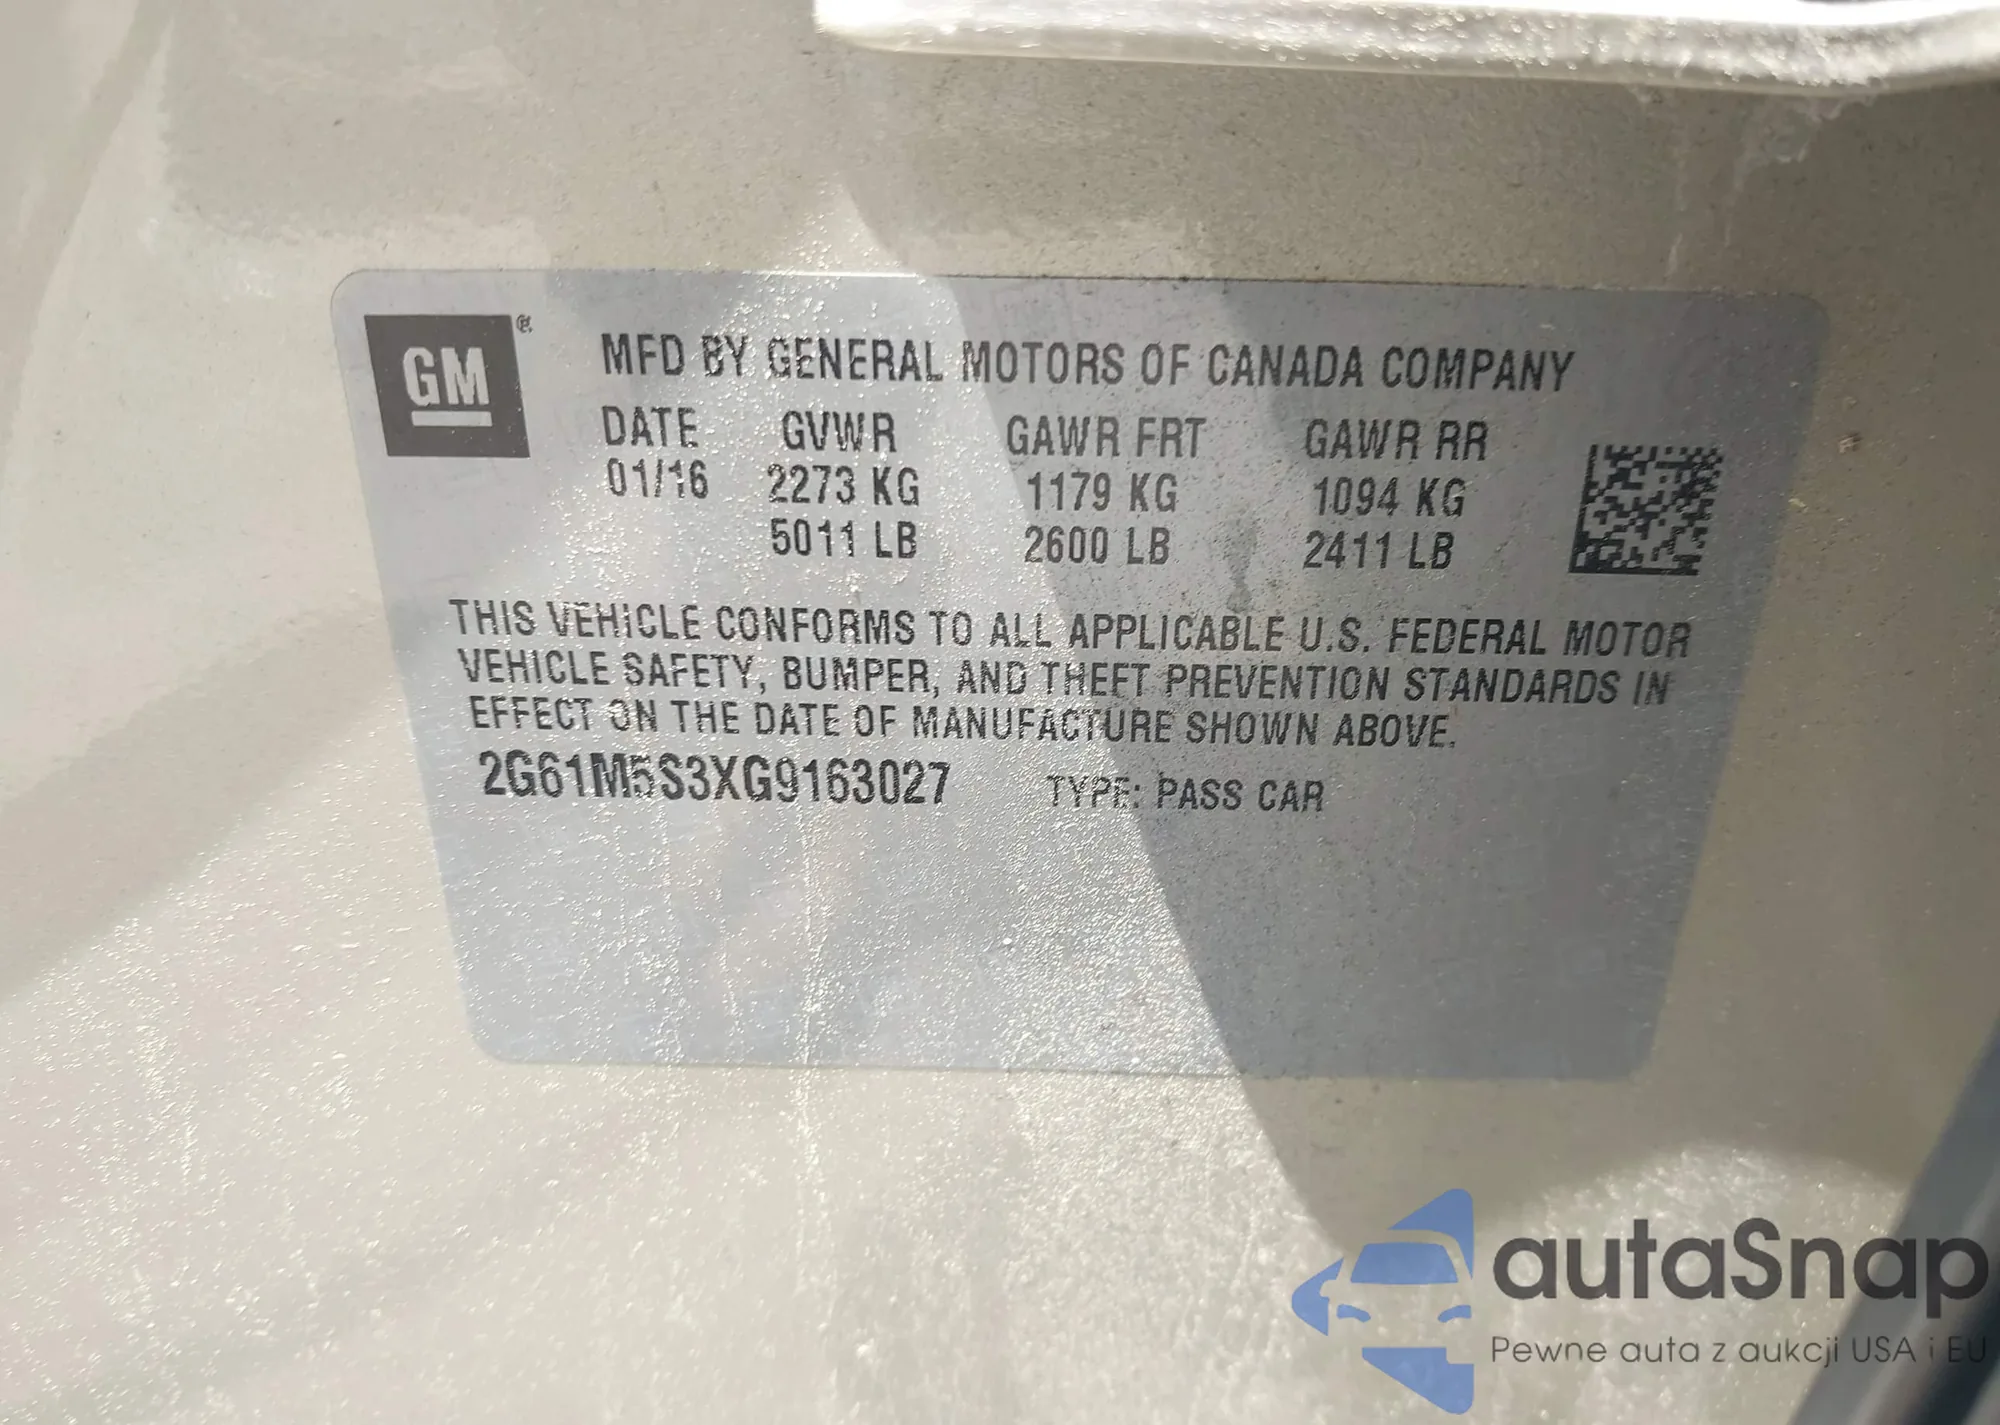 GM
MFD BY GENERAL MOTORS OF CANADA COMPANY
DATE GVWR GAWR FRT GAWR RR
01/16 2273 KG 1179 KG 1094 KG
5011 LB 2600 LB 2411 LB
THIS VEHICLE CONFORMS TO ALL APPLICABLE U.S. FEDERAL MOTOR
VEHICLE SAFETY, BUMPER, AND THEFT PREVENTION STANDARDS IN
EFFECT ON THE DATE OF MANUFACTURE SHOWN ABOVE.
2G61M5S3XG9163027 TYPE: PASS CAR
autaSnap
Pewne auta z aukcji USA i EU